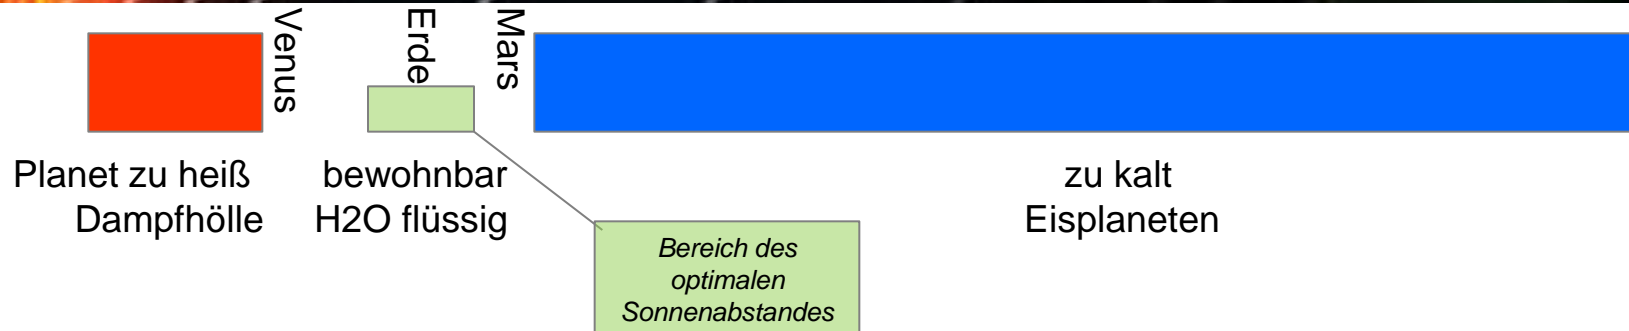 Venus
Erde
Mars
Planet zu heiß
Dampfhölle
bewohnbar
H2O flüssig
zu kalt
Eisplaneten
Bereich des
optimalen
Sonnenabstandes